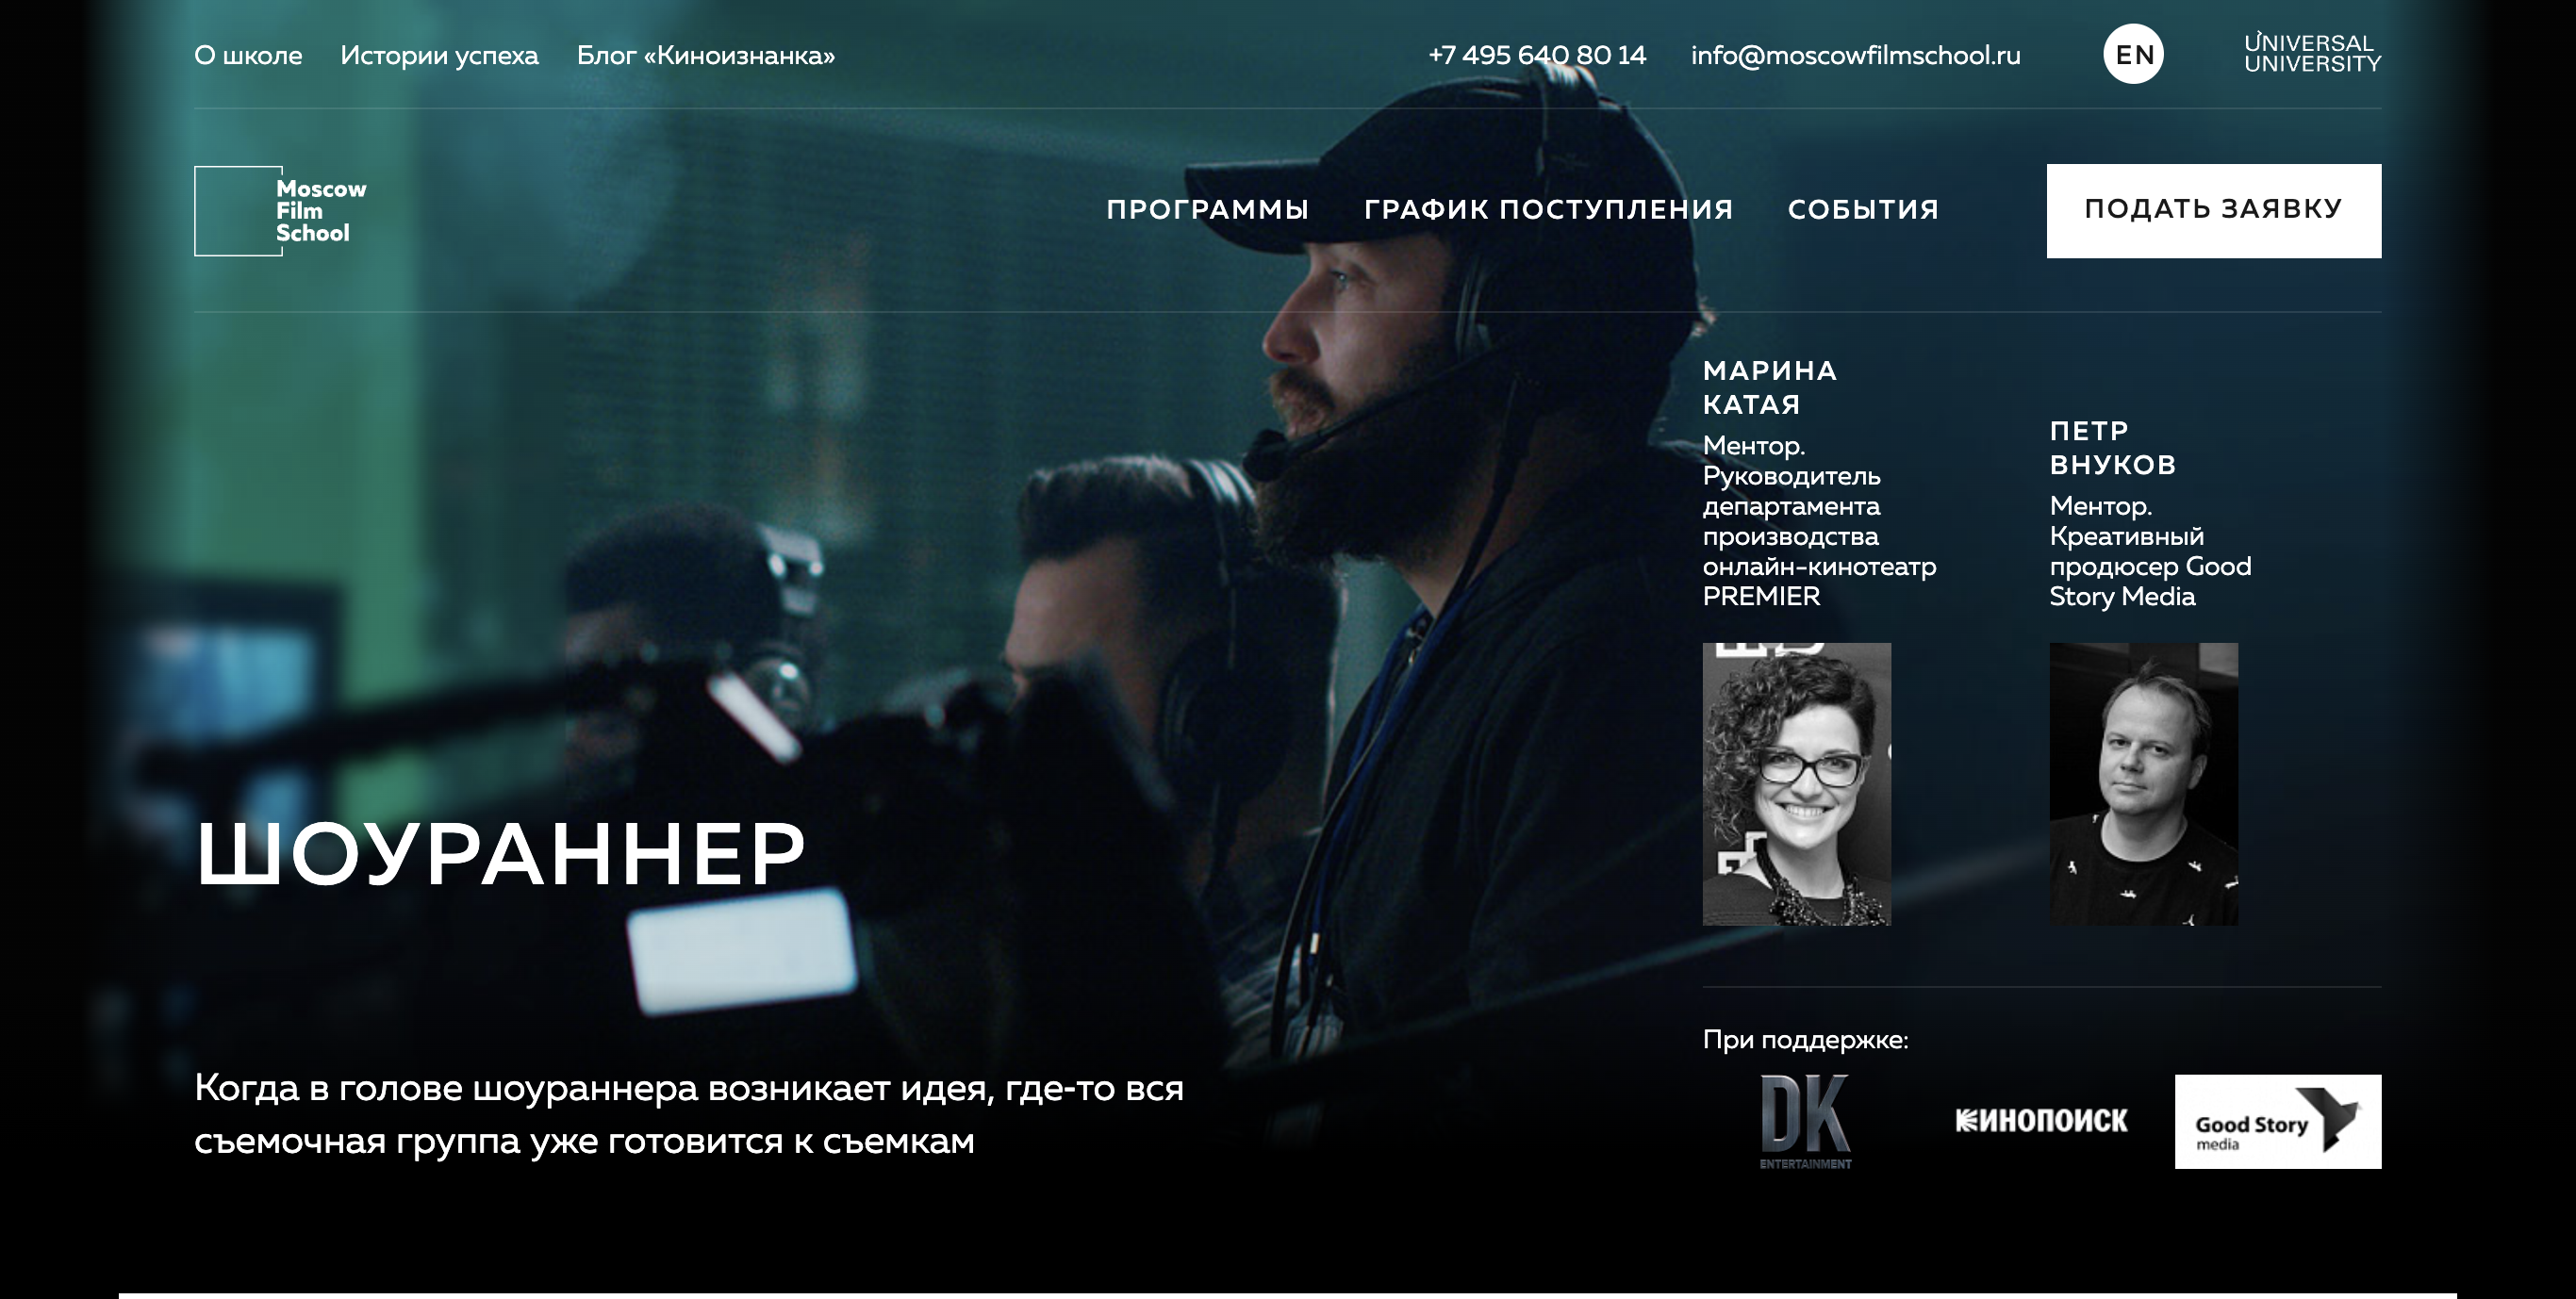 О школе
Истории успеха
Блог «Киноизнанка»
+7 495 640 80 14
info@moscowfilmschool.ru
EN
UNIVERSAL
UNIVERSITY
Moscow
Film
School
ПРОГРАММЫ
ГРАФИК ПОСТУПЛЕНИЯ
СОБЫТИЯ
ПОДАТЬ ЗАЯВКУ
МАРИНА
КАТАЯ
Ментор.
Руководитель
департамента
производства
онлайн-кинотеатр
PREMIER
ПЕТР
ВНУКОВ
Ментор.
Креативный
продюсер Good
Story Media
ШОУРАННЕР
Когда в голове шоураннера возникает идея, где-то вся
съемочная группа уже готовится к съемкам
При поддержке:
DK
ENTERTAINMENT
КИНОПОИСК
Good Story
media